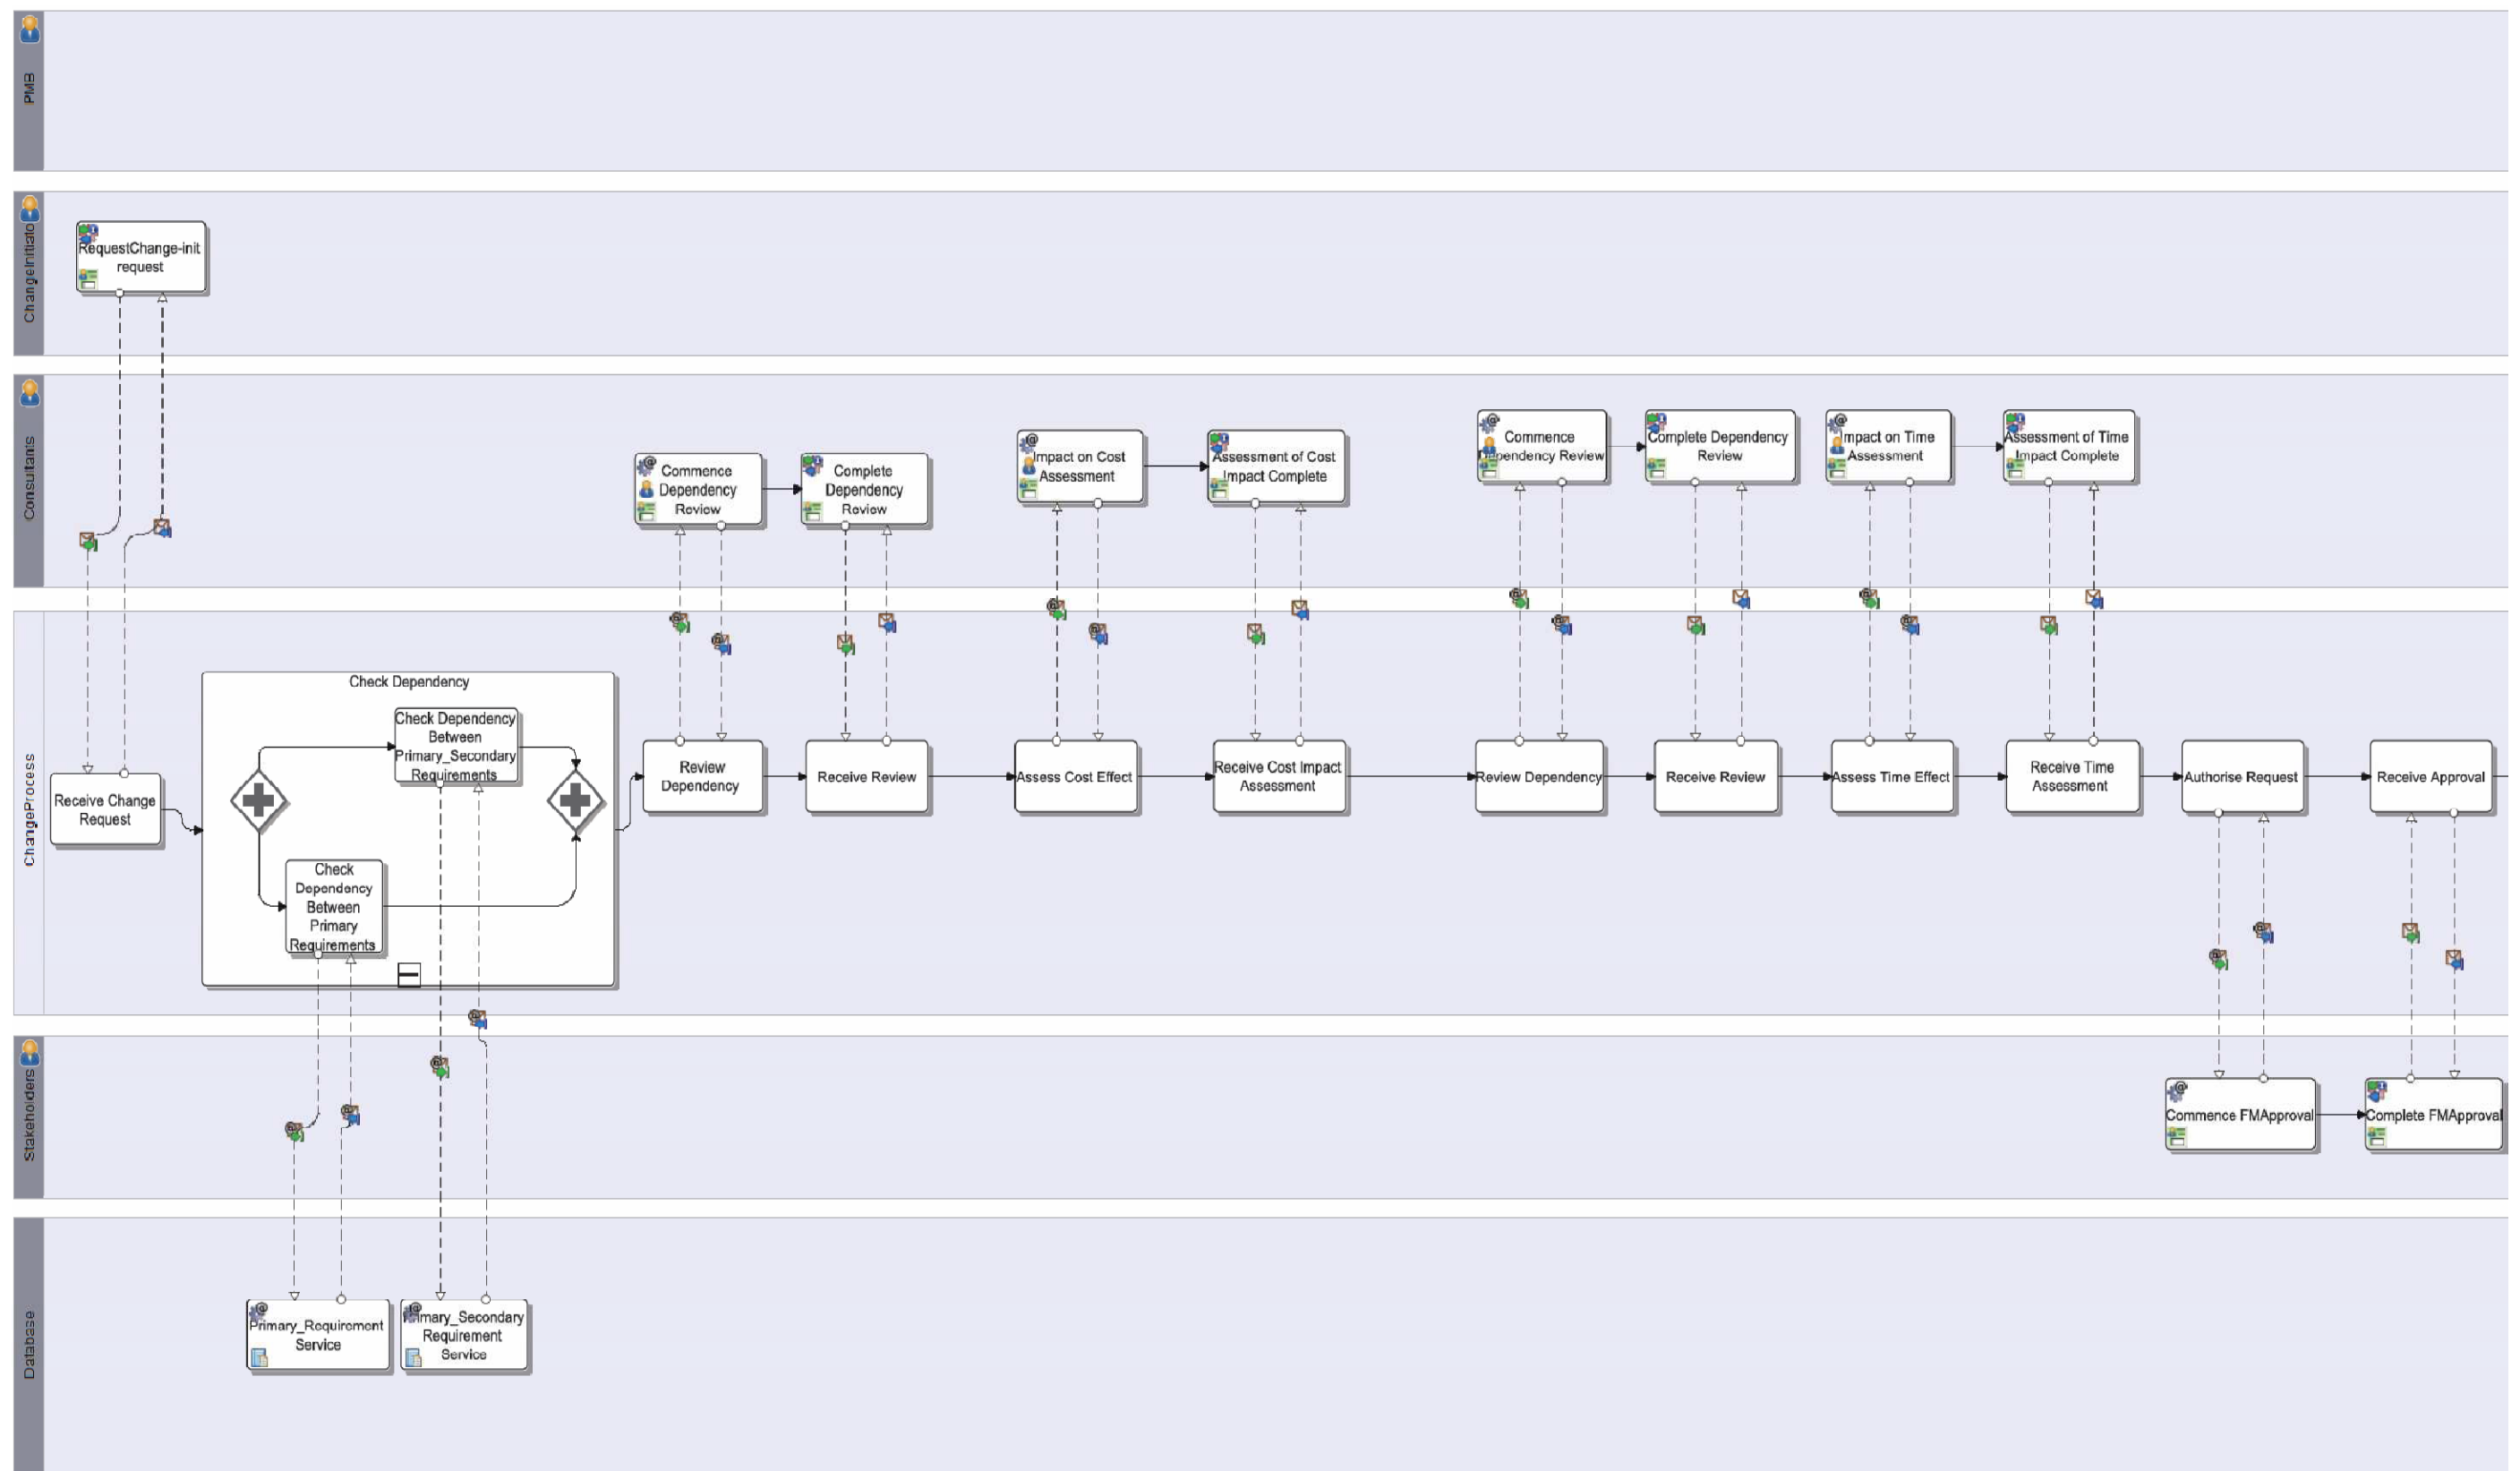 PMB
ChangeInitiato
RequestChange-init
request
Consultants
Commence
Dependency
Review
Complete
Dependency
Review
Impact on Cost
Assessment
Assessment of Cost
Impact Complete
Commence
Dependency Review
Complete Dependency
Review
Impact on Time
Assessment
Assessment of Time
Impact Complete
ChangeProcess
Receive Change
Request
Check Dependency
Check Dependency
Between
Primary_Secondary
Requirements
Check
Dependency
Between
Primary
Requirements
Review
Dependency
Receive Review
Assess Cost Effect
Receive Cost Impact
Assessment
Review Dependency
Receive Review
Assess Time Effect
Receive Time
Assessment
Authorise Request
Receive Approval
Stakeholders
Commence FMApproval
Complete FMApproval
Database
Primary_Requirement
Service
Primary_Secondary
Requirement
Service